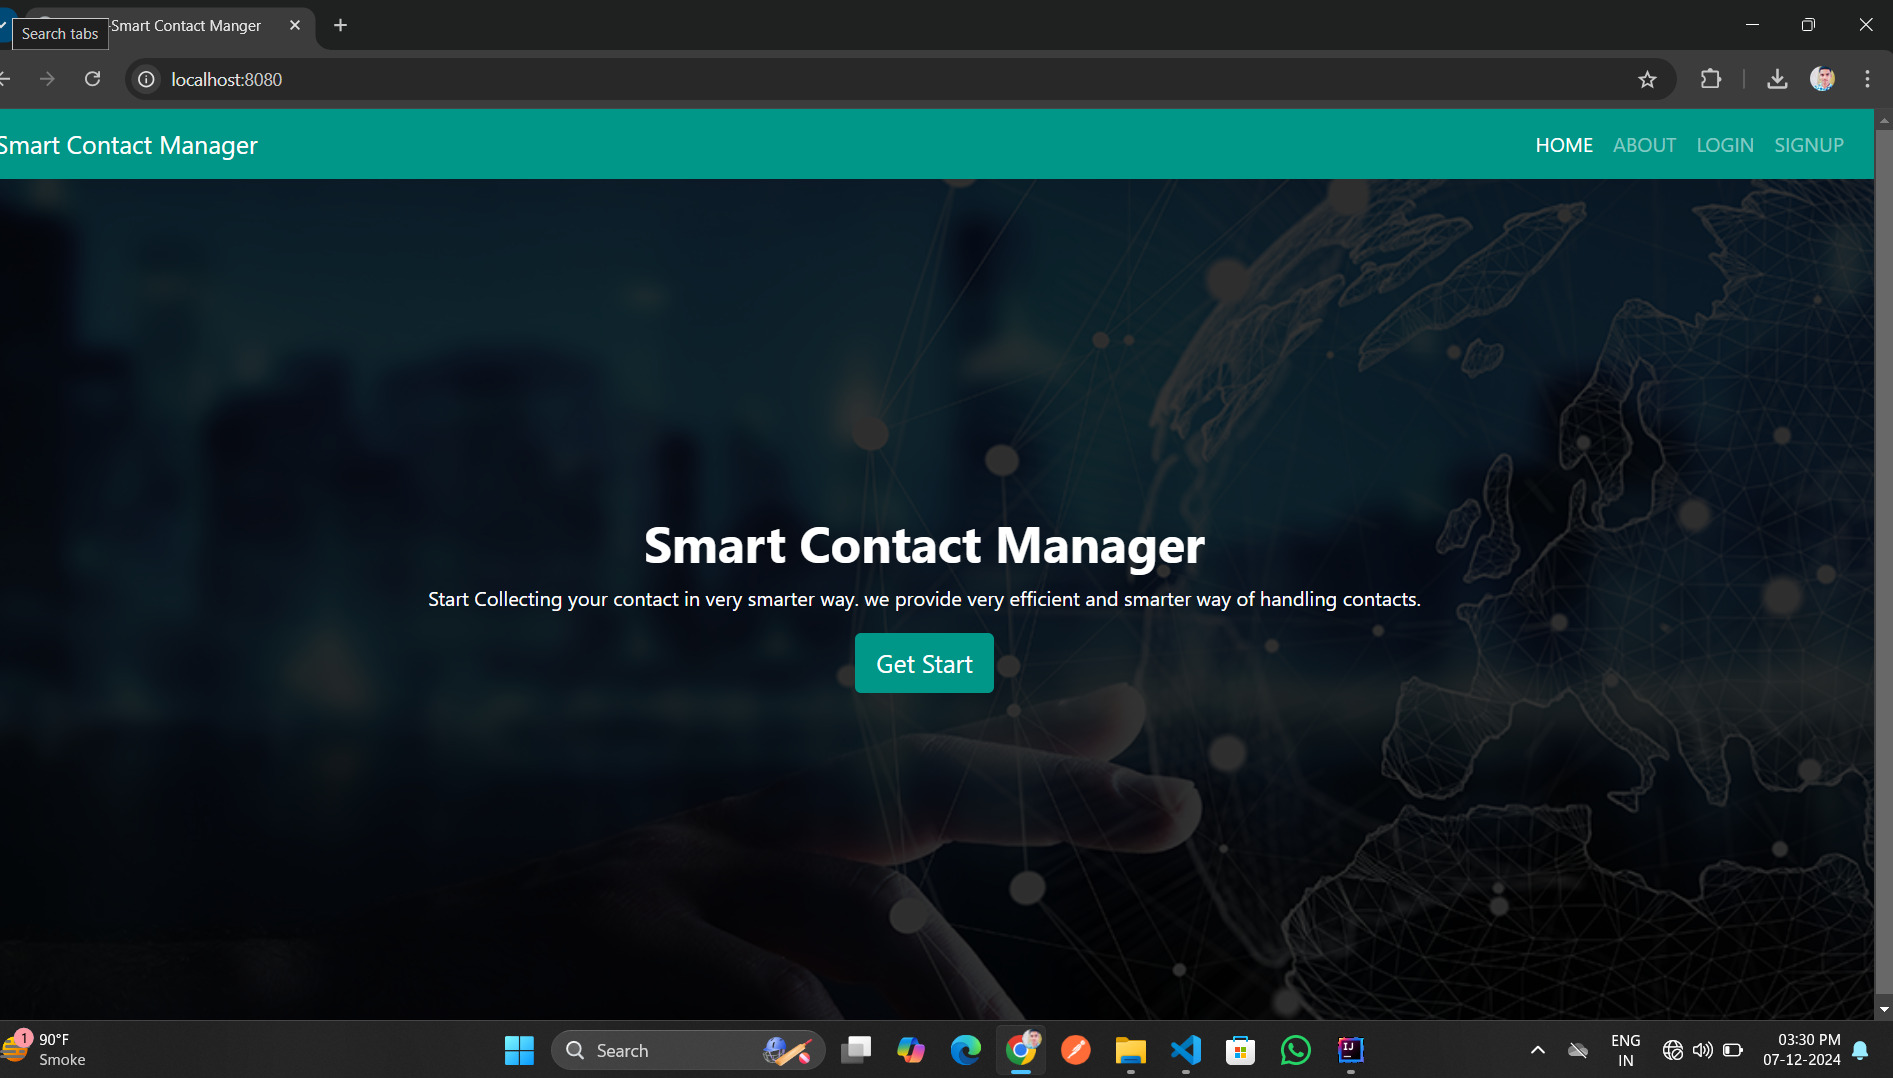 Search tabs
-Smart Contact Manger
localhost:8080
Smart Contact Manager
HOME ABOUT LOGIN SIGNUP
Smart Contact Manager
Start Collecting your contact in very smarter way. we provide very efficient and smarter way of handling contacts.
Get Start
1
90°F
Smoke
Search
IJ
ENG
IN
03:30 PM
07-12-2024